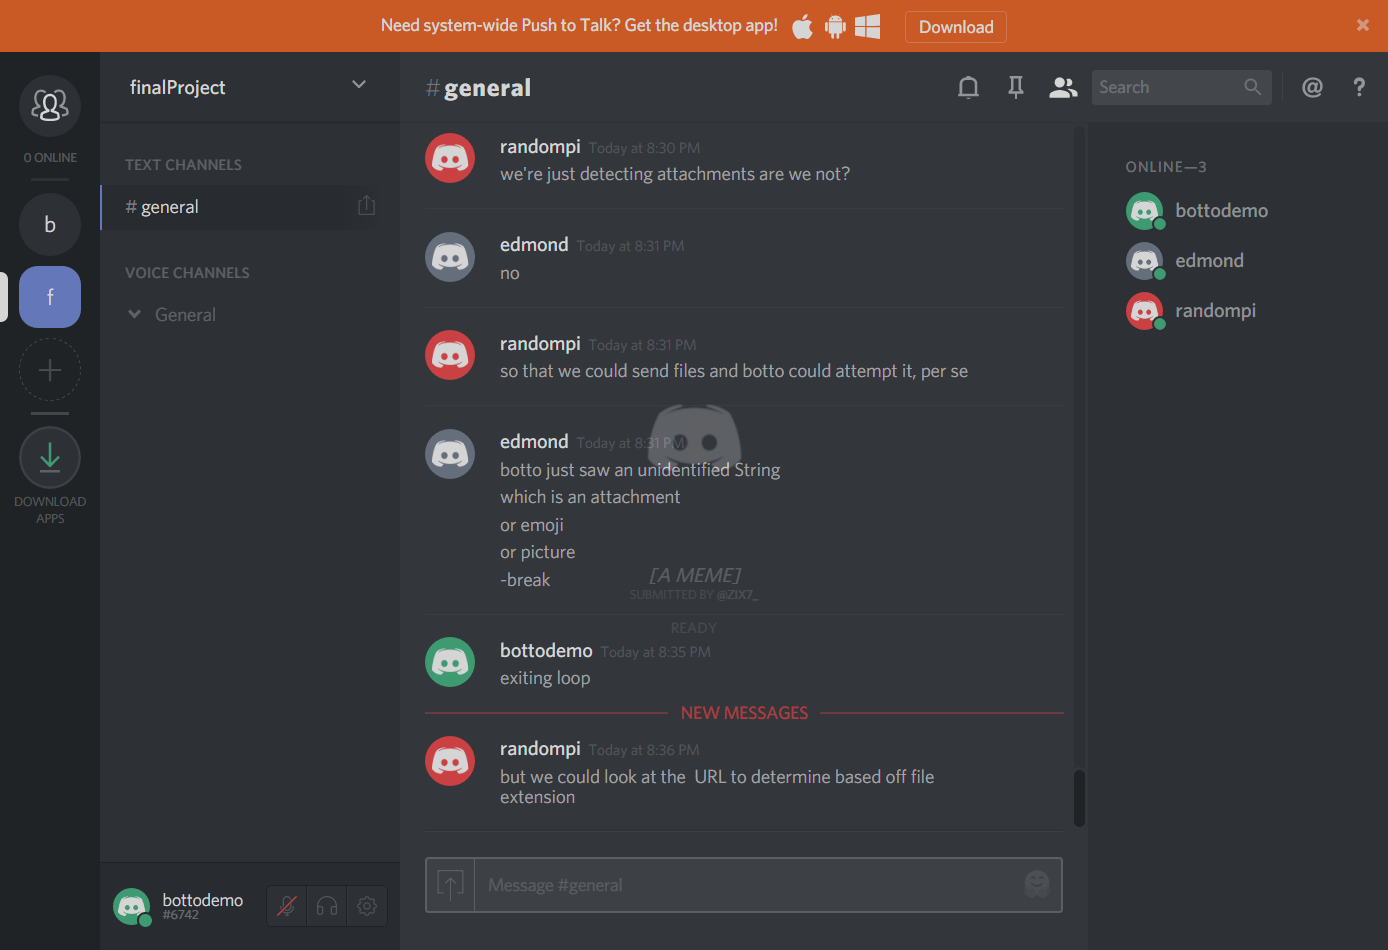 Need system-wide Push to Talk? Get the desktop app! Download
0 ONLINE
b
f
DOWNLOAD
APPS
finalProject
TEXT CHANNELS
# general
VOICE CHANNELS
General
bottodemo
#6742
# general
Search
@ ?
randompi Today at 8:30 PM
we're just detecting attachments are we not?
edmond Today at 8:31 PM
no
randompi Today at 8:31 PM
so that we could send files and botto could attempt it, per se
edmond Today at 8:31 PM
botto just saw an unidentified String
which is an attachment
or emoji
or picture
-break
[A MEME]
SUBMITTED BY @ZIX7_
READY
bottodemo Today at 8:35 PM
exiting loop
NEW MESSAGES
randompi Today at 8:36 PM
but we could look at the URL to determine based off file
extension
Message #general
ONLINE—3
bottodemo
edmond
randompi